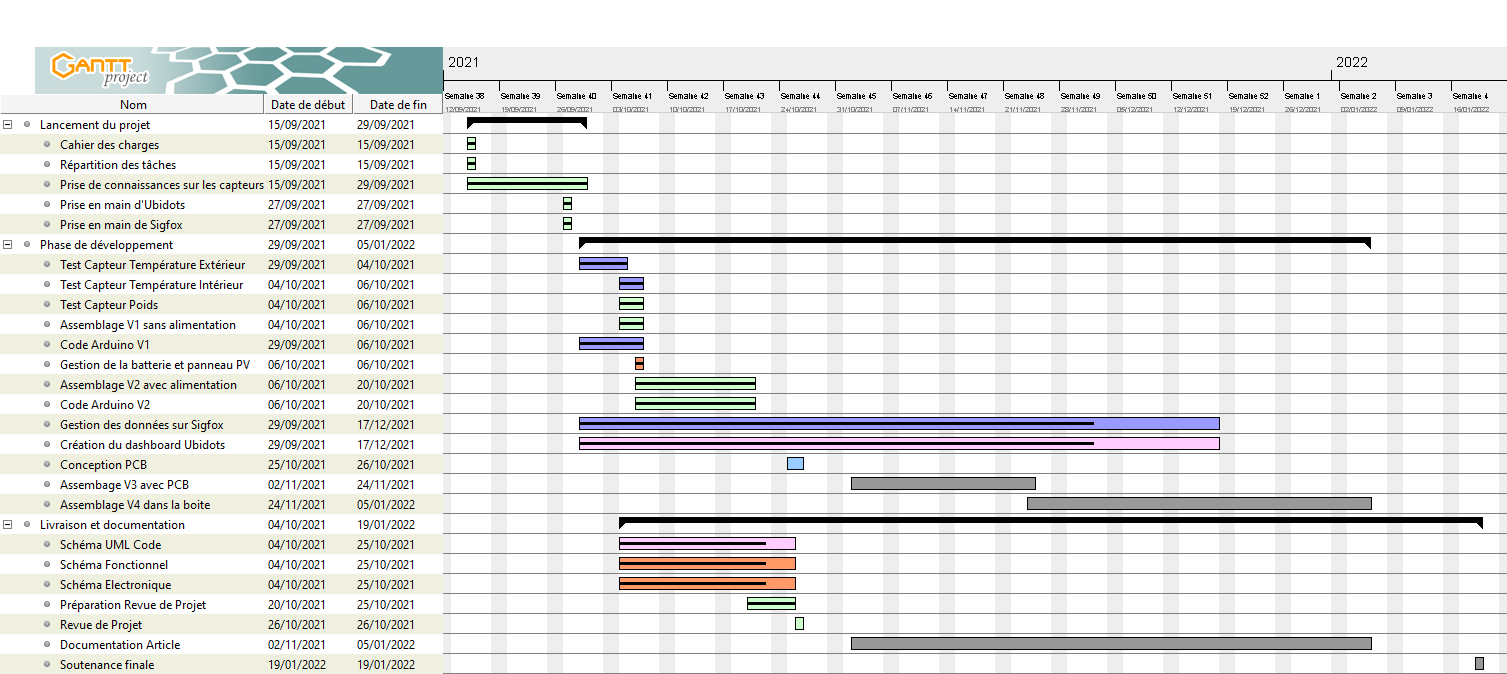 GANTT
project
2021 2022
Semaine 38 Semaine 39 Semaine 40 Semaine 41 Semaine 42 Semaine 43 Semaine 44 Semaine 45 Semaine 46 Semaine 47 Semaine 48 Semaine 49 Semaine 50 Semaine 51 Semaine 52 Semaine 1 Semaine 2 Semaine 3 Semaine 4
12/09/2021 19/09/2021 26/09/2021 03/10/2021 10/10/2021 17/10/2021 24/10/2021 31/10/2021 07/11/2021 14/11/2021 21/11/2021 28/11/2021 05/12/2021 12/12/2021 19/12/2021 26/12/2021 02/01/2022 09/01/2022 16/01/2022
Nom Date de début Date de fin
Lancement du projet 15/09/2021 29/09/2021
Cahier des charges 15/09/2021 15/09/2021
Répartition des tâches 15/09/2021 15/09/2021
Prise de connaissances sur les capteurs 15/09/2021 29/09/2021
Prise en main d'Ubidots 27/09/2021 27/09/2021
Prise en main de Sigfox 27/09/2021 27/09/2021
Phase de développement 29/09/2021 05/01/2022
Test Capteur Température Extérieur 29/09/2021 04/10/2021
Test Capteur Température Intérieur 04/10/2021 06/10/2021
Test Capteur Poids 04/10/2021 06/10/2021
Assemblage V1 sans alimentation 04/10/2021 06/10/2021
Code Arduino V1 29/09/2021 06/10/2021
Gestion de la batterie et panneau PV 06/10/2021 06/10/2021
Assemblage V2 avec alimentation 06/10/2021 20/10/2021
Code Arduino V2 06/10/2021 20/10/2021
Gestion des données sur Sigfox 29/09/2021 17/12/2021
Création du dashboard Ubidots 29/09/2021 17/12/2021
Conception PCB 25/10/2021 26/10/2021
Assembage V3 avec PCB 02/11/2021 24/11/2021
Assemblage V4 dans la boite 24/11/2021 05/01/2022
Livraison et documentation 04/10/2021 19/01/2022
Schéma UML Code 04/10/2021 25/10/2021
Schéma Fonctionnel 04/10/2021 25/10/2021
Schéma Electronique 04/10/2021 25/10/2021
Préparation Revue de Projet 20/10/2021 25/10/2021
Revue de Projet 26/10/2021 26/10/2021
Documentation Article 02/11/2021 05/01/2022
Soutenance finale 19/01/2022 19/01/2022